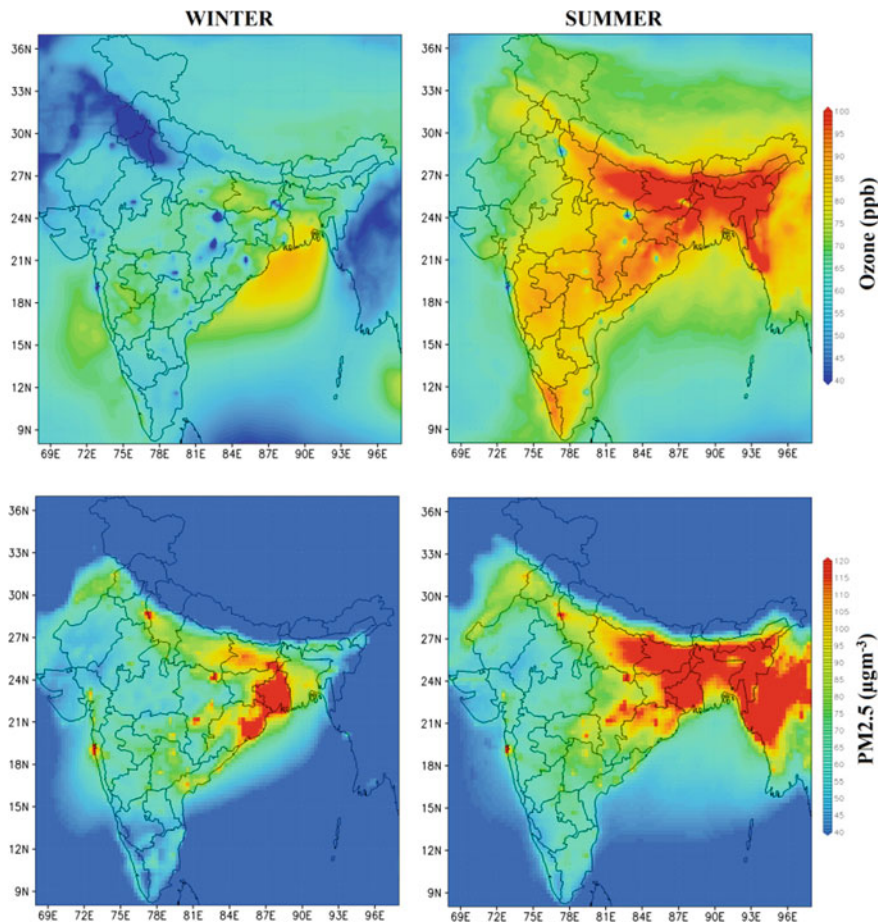 WINTER SUMMER
36N
33N
30N
27N
24N
21N
18N
15N
12N
9N
69E 72E 75E 78E 81E 84E 87E 90E 93E 96E
36N
33N
30N
27N
24N
21N
18N
15N
12N
9N
69E 72E 75E 78E 81E 84E 87E 90E 93E 96E
100
95
90
85
80
75
70
65
60
55
50
45
40
Ozone (ppb)
36N
33N
30N
27N
24N
21N
18N
15N
12N
9N
69E 72E 75E 78E 81E 84E 87E 90E 93E 96E
36N
33N
30N
27N
24N
21N
18N
15N
12N
9N
69E 72E 75E 78E 81E 84E 87E 90E 93E 96E
120
115
110
105
100
95
90
85
80
75
70
65
60
55
50
45
40
PM2.5 (µgm⁻³)